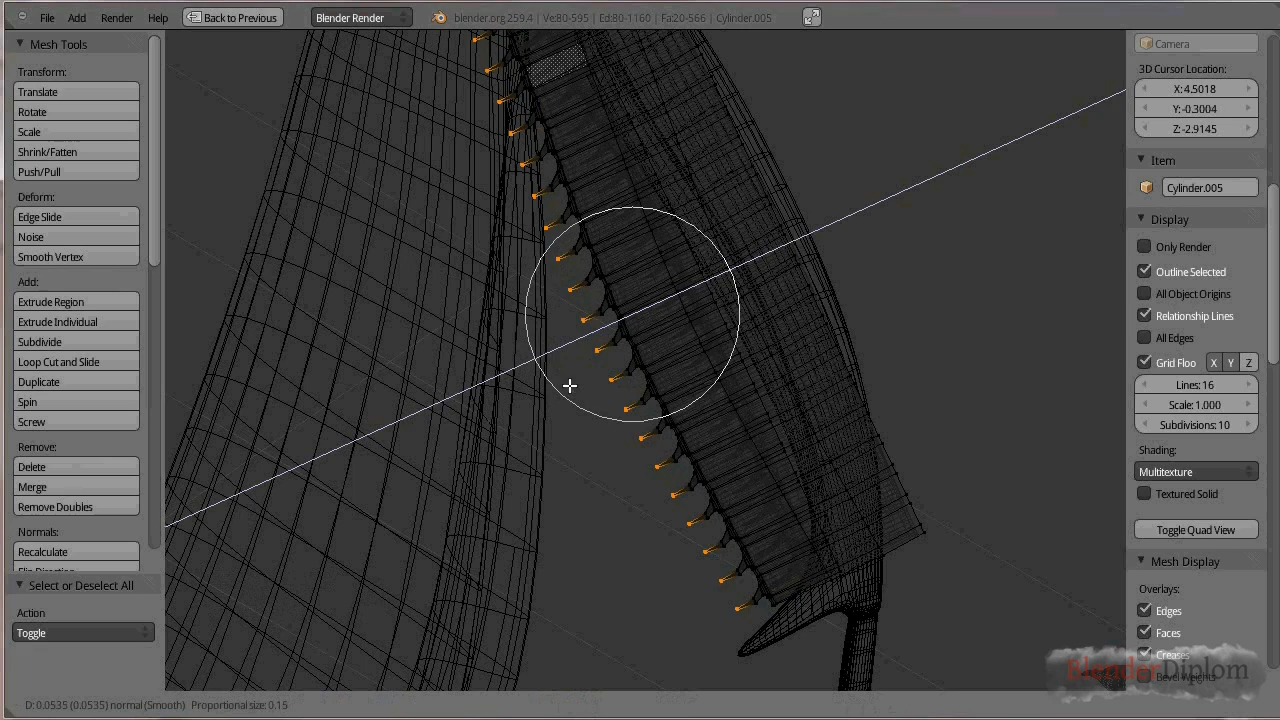 File Add Render Help Back to Previous Blender Render blender.org 259.4 | Ve:80-595 | Ed:80-1160 | Fa:20-566 | Cylinder.005
Mesh Tools
Transform:
Translate
Rotate
Scale
Shrink/Fatten
Push/Pull
Deform:
Edge Slide
Noise
Smooth Vertex
Add:
Extrude Region
Extrude Individual
Subdivide
Loop Cut and Slide
Duplicate
Spin
Screw
Remove:
Delete
Merge
Remove Doubles
Normals:
Recalculate
Flip Direction
Select or Deselect All
Action
Toggle
Camera
3D Cursor Location:
X: 4.5018
Y: -0.3004
Z: -2.9145
Item
Cylinder.005
Display
Only Render
Outline Selected
All Object Origins
Relationship Lines
All Edges
Grid Floo X Y Z
Lines: 16
Scale: 1.000
Subdivisions: 10
Shading:
Multitexture
Textured Solid
Toggle Quad View
Mesh Display
Overlays:
Edges
Faces
Creases
Bevel Weights
BlenderDiplom
D: 0.0535 (0.0535) normal (Smooth) Proportional size: 0.15